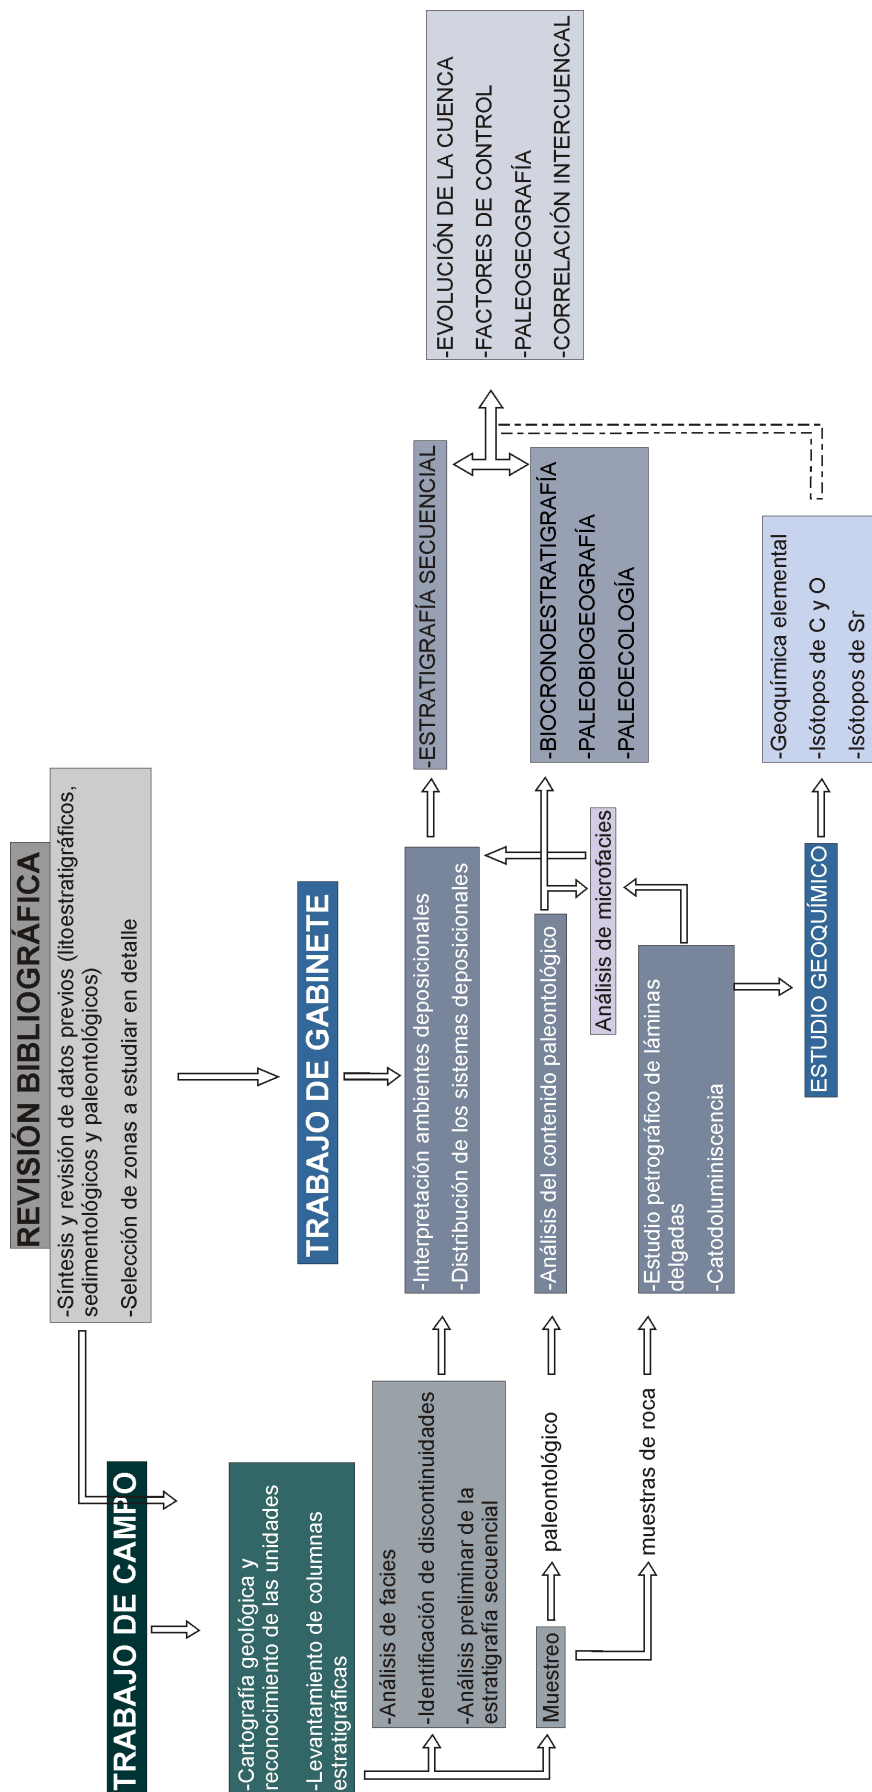 REVISIÓN BIBLIOGRÁFICA
-Síntesis y revisión de datos previos (litoestratigráficos,
sedimentológicos y paleontológicos)
-Selección de zonas a estudiar en detalle
TRABAJO DE CAMPO
-Cartografía geológica y
reconocimiento de las unidades
-Levantamiento de columnas
estratigráficas
-Análisis de facies
-Identificación de discontinuidades
-Análisis preliminar de la
estratigrafía secuencial
Muestreo
paleontológico
muestras de roca
TRABAJO DE GABINETE
-Interpretación ambientes deposicionales
-Distribución de los sistemas deposicionales
-Análisis del contenido paleontológico
Análisis de microfacies
-Estudio petrográfico de láminas
delgadas
-Catodoluminiscencia
ESTUDIO GEOQUÍMICO
-ESTRATIGRAFÍA SECUENCIAL
-BIOCRONOESTRATIGRAFÍA
-PALEOBIOGEOGRAFÍA
-PALEOECOLOGÍA
-Geoquímica elemental
-Isótopos de C y O
-Isótopos de Sr
-EVOLUCIÓN DE LA CUENCA
-FACTORES DE CONTROL
-PALEOGEOGRAFÍA
-CORRELACIÓN INTERCUENCAL